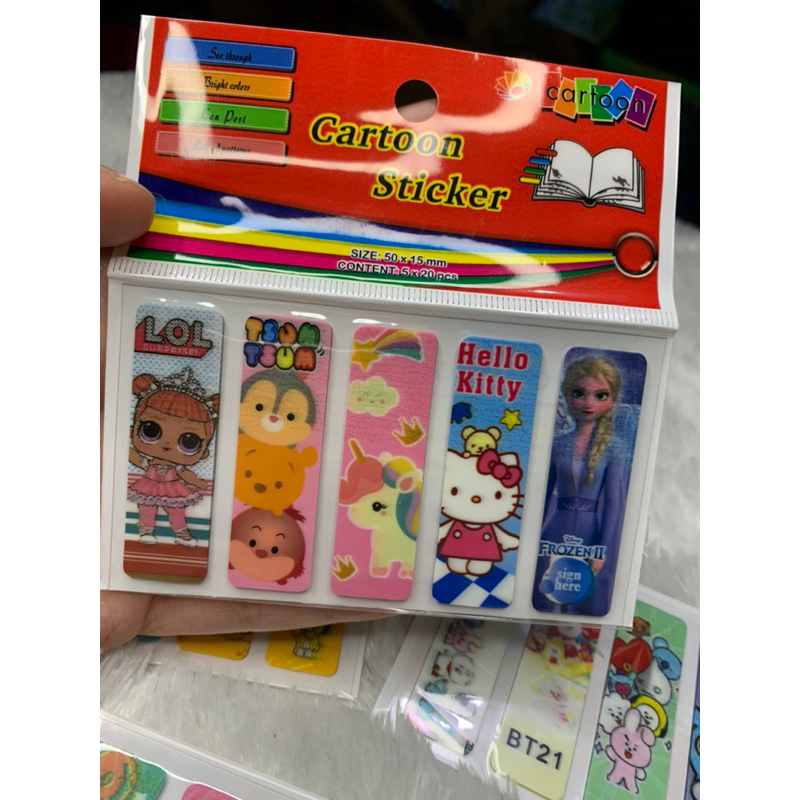 See through
Bright colors
Can Post
cartoon
Cartoon
Sticker
SIZE: 50 x 15 mm
CONTENT: 5 x 20 pcs
LOL
SURPRISE!
TSUM
TSUM
Hello
Kitty
Disney
FROZEN II
sign
here
BT21